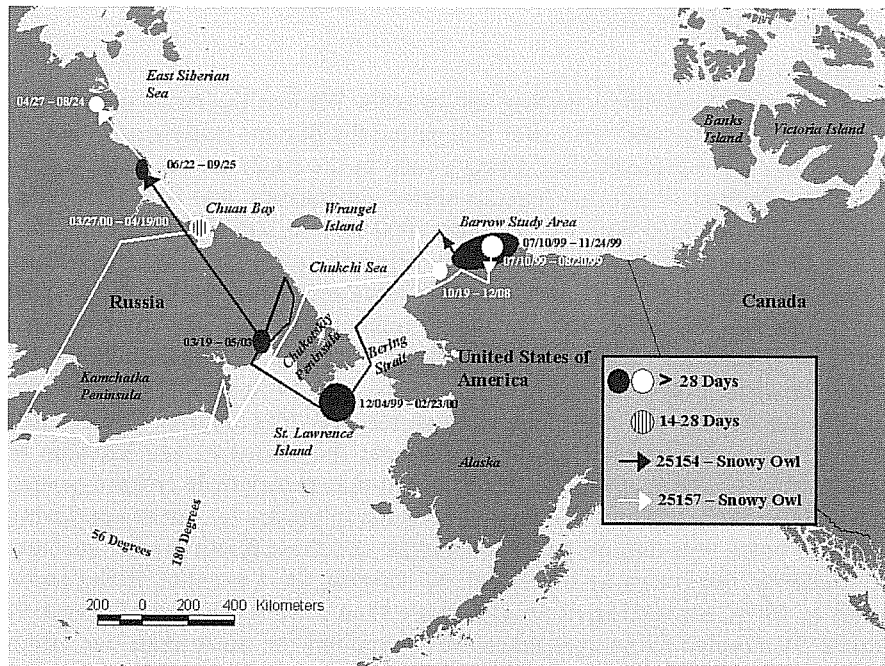 East Siberian
Sea
04/27 – 08/24
Banks
Island
Victoria Island
06/22 – 09/25
03/27/00 – 04/19/00
Chuan Bay
Wrangel
Island
Barrow Study Area
07/10/99 – 11/24/99
07/10/99 – 08/20/99
Chukchi Sea
10/19 – 12/08
Russia
Canada
03/19 – 05/03
Chukotskiy
Peninsula
Bering
Strait
United States of
America
Kamchatka
Peninsula
> 28 Days
12/04/99 – 02/23/00
14-28 Days
St. Lawrence
Island
Alaska
25154 – Snowy Owl
25157 – Snowy Owl
56 Degrees
180 Degrees
200 0 200 400 Kilometers